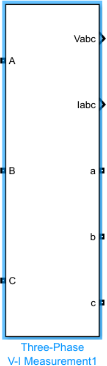 Vabc
A
Iabc
B
a
b
C
c
Three-Phase
V-I Measurement1